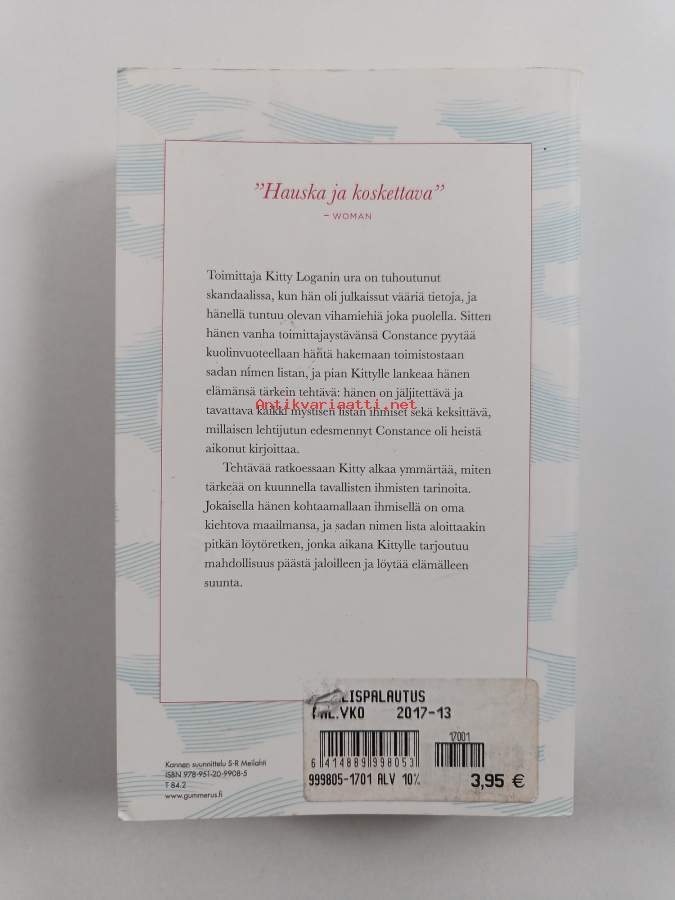 ”Hauska ja koskettava”
– WOMAN
Toimittaja Kitty Loganin ura on tuhoutunut
skandaalissa, kun hän oli julkaissut vääriä tietoja, ja
hänellä tuntuu olevan vihamiehiä joka puolella. Sitten
hänen vanha toimittajaystävänsä Constance pyytää
kuolinvuoteellaan häntä hakemaan toimistostaan
sadan nimen listan, ja pian Kittylle lankeaa hänen
elämänsä tärkein tehtävä: hänen on jäljitettävä ja
Antikvariaatti.net
tavattava kaikki mystisen listan ihmiset sekä keksittävä,
millaisen lehtijutun edesmennyt Constance oli heistä
aikonut kirjoittaa.
Tehtävää ratkoessaan Kitty alkaa ymmärtää, miten
tärkeää on kuunnella tavallisten ihmisten tarinoita.
Jokaisella hänen kohtaamallaan ihmisellä on oma
kiehtova maailmansa, ja sadan nimen lista aloittaakin
pitkän löytöretken, jonka aikana Kittylle tarjoutuu
mahdollisuus päästä jaloilleen ja löytää elämälleen
suunta.
LISPALAUTUS
PAL.VKO 2017-13
17001
6 414889 998053
999805-1701 ALV 10% 3,95 €
Kannen suunnittelu S-R Meilahti
ISBN 978-951-20-9908-5
T 84.2
www.gummerus.fi